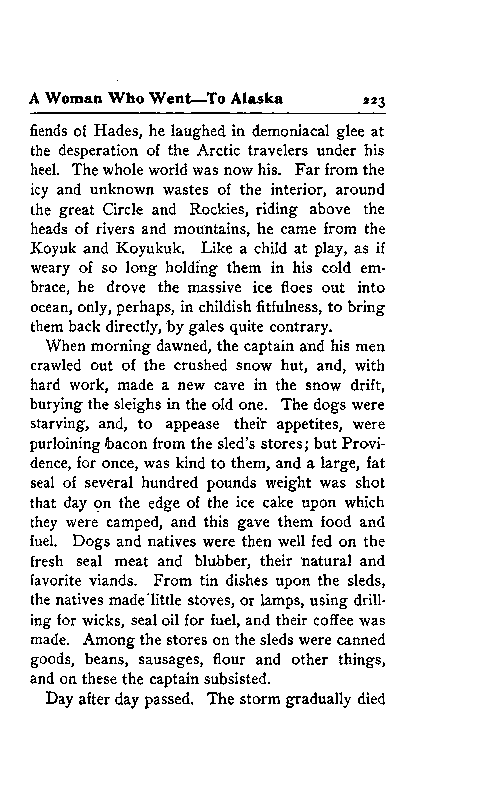 A Woman Who Went—To Alaska 223
fiends of Hades, he laughed in demoniacal glee at
the desperation of the Arctic travelers under his
heel. The whole world was now his. Far from the
icy and unknown wastes of the interior, around
the great Circle and Rockies, riding above the
heads of rivers and mountains, he came from the
Koyuk and Koyukuk. Like a child at play, as if
weary of so long holding them in his cold em-
brace, he drove the massive ice floes out into
ocean, only, perhaps, in childish fitfulness, to bring
them back directly, by gales quite contrary.
When morning dawned, the captain and his men
crawled out of the crushed snow hut, and, with
hard work, made a new cave in the snow drift,
burying the sleighs in the old one. The dogs were
starving, and, to appease their appetites, were
purloining bacon from the sled's stores; but Provi-
dence, for once, was kind to them, and a large, fat
seal of several hundred pounds weight was shot
that day on the edge of the ice cake upon which
they were camped, and this gave them food and
fuel. Dogs and natives were then well fed on the
fresh seal meat and blubber, their natural and
favorite viands. From tin dishes upon the sleds,
the natives made little stoves, or lamps, using drill-
ing for wicks, seal oil for fuel, and their coffee was
made. Among the stores on the sleds were canned
goods, beans, sausages, flour and other things,
and on these the captain subsisted.
Day after day passed. The storm gradually died